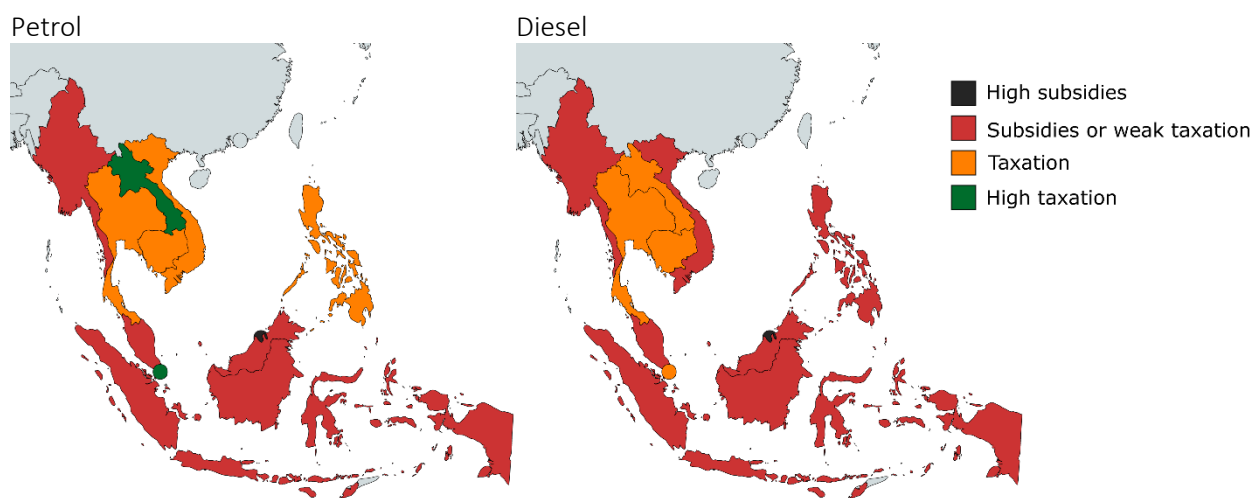 Petrol
Diesel
High subsidies
Subsidies or weak taxation
Taxation
High taxation